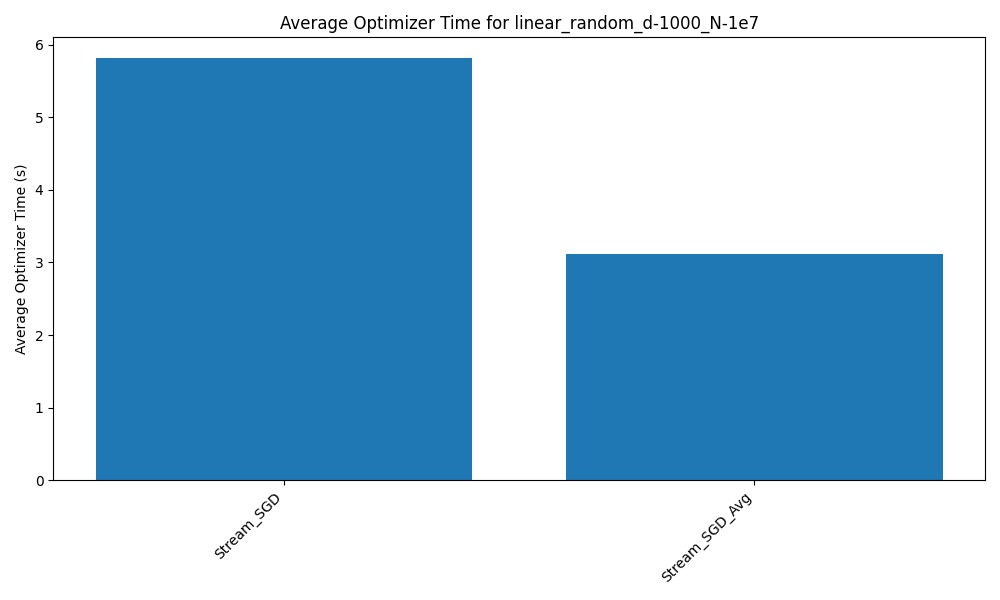 Average Optimizer Time for linear_random_d-1000_N-1e7
Average Optimizer Time (s)
6
5
4
3
2
1
0
Stream_SGD
Stream_SGD_Avg